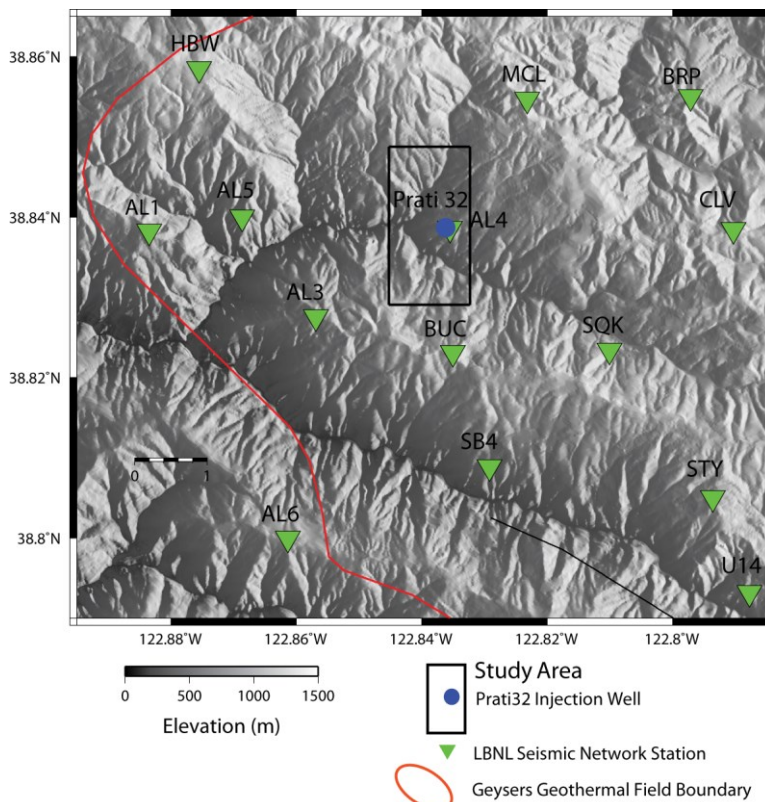 38.86°N
HBW
MCL
BRP
38.84°N
AL1
AL5
Prati 32
AL4
CLV
AL3
BUC
SQK
38.82°N
SB4
STY
0 1
AL6
38.8°N
U14
122.88°W 122.86°W 122.84°W 122.82°W 122.8°W
0 500 1000 1500
Elevation (m)
Study Area
Prati32 Injection Well
LBNL Seismic Network Station
Geysers Geothermal Field Boundary